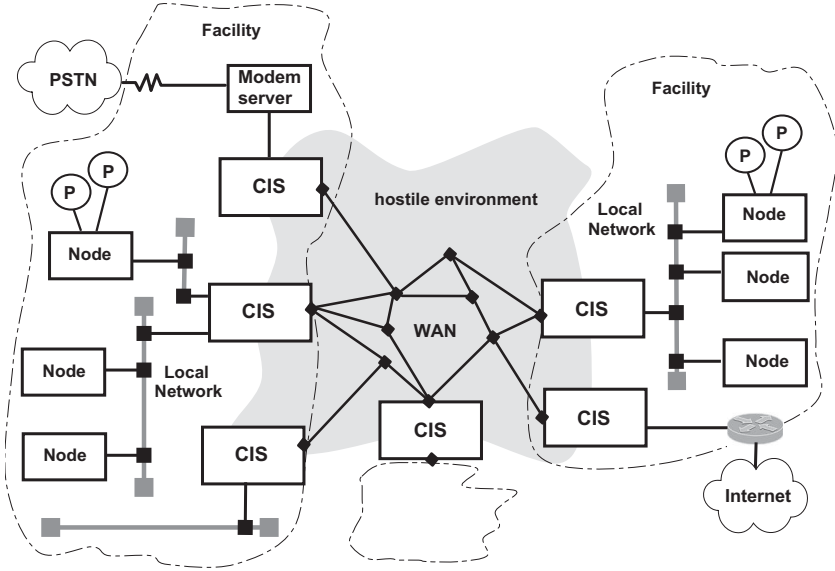 Facility
PSTN
Modem
server
CIS
P
P
Node
CIS
Local
Network
Node
Node
CIS
hostile environment
WAN
CIS
Facility
P
P
Local
Network
Node
Node
CIS
Node
CIS
Internet